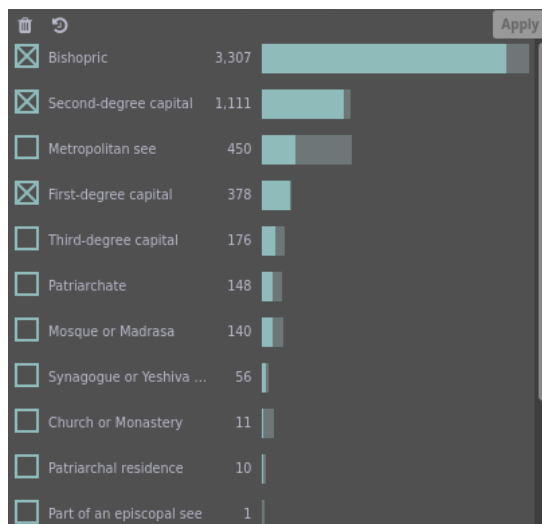 Apply
Bishopric 3,307
Second-degree capital 1,111
Metropolitan see 450
First-degree capital 378
Third-degree capital 176
Patriarchate 148
Mosque or Madrasa 140
Synagogue or Yeshiva ... 56
Church or Monastery 11
Patriarchal residence 10
Part of an episcopal see 1